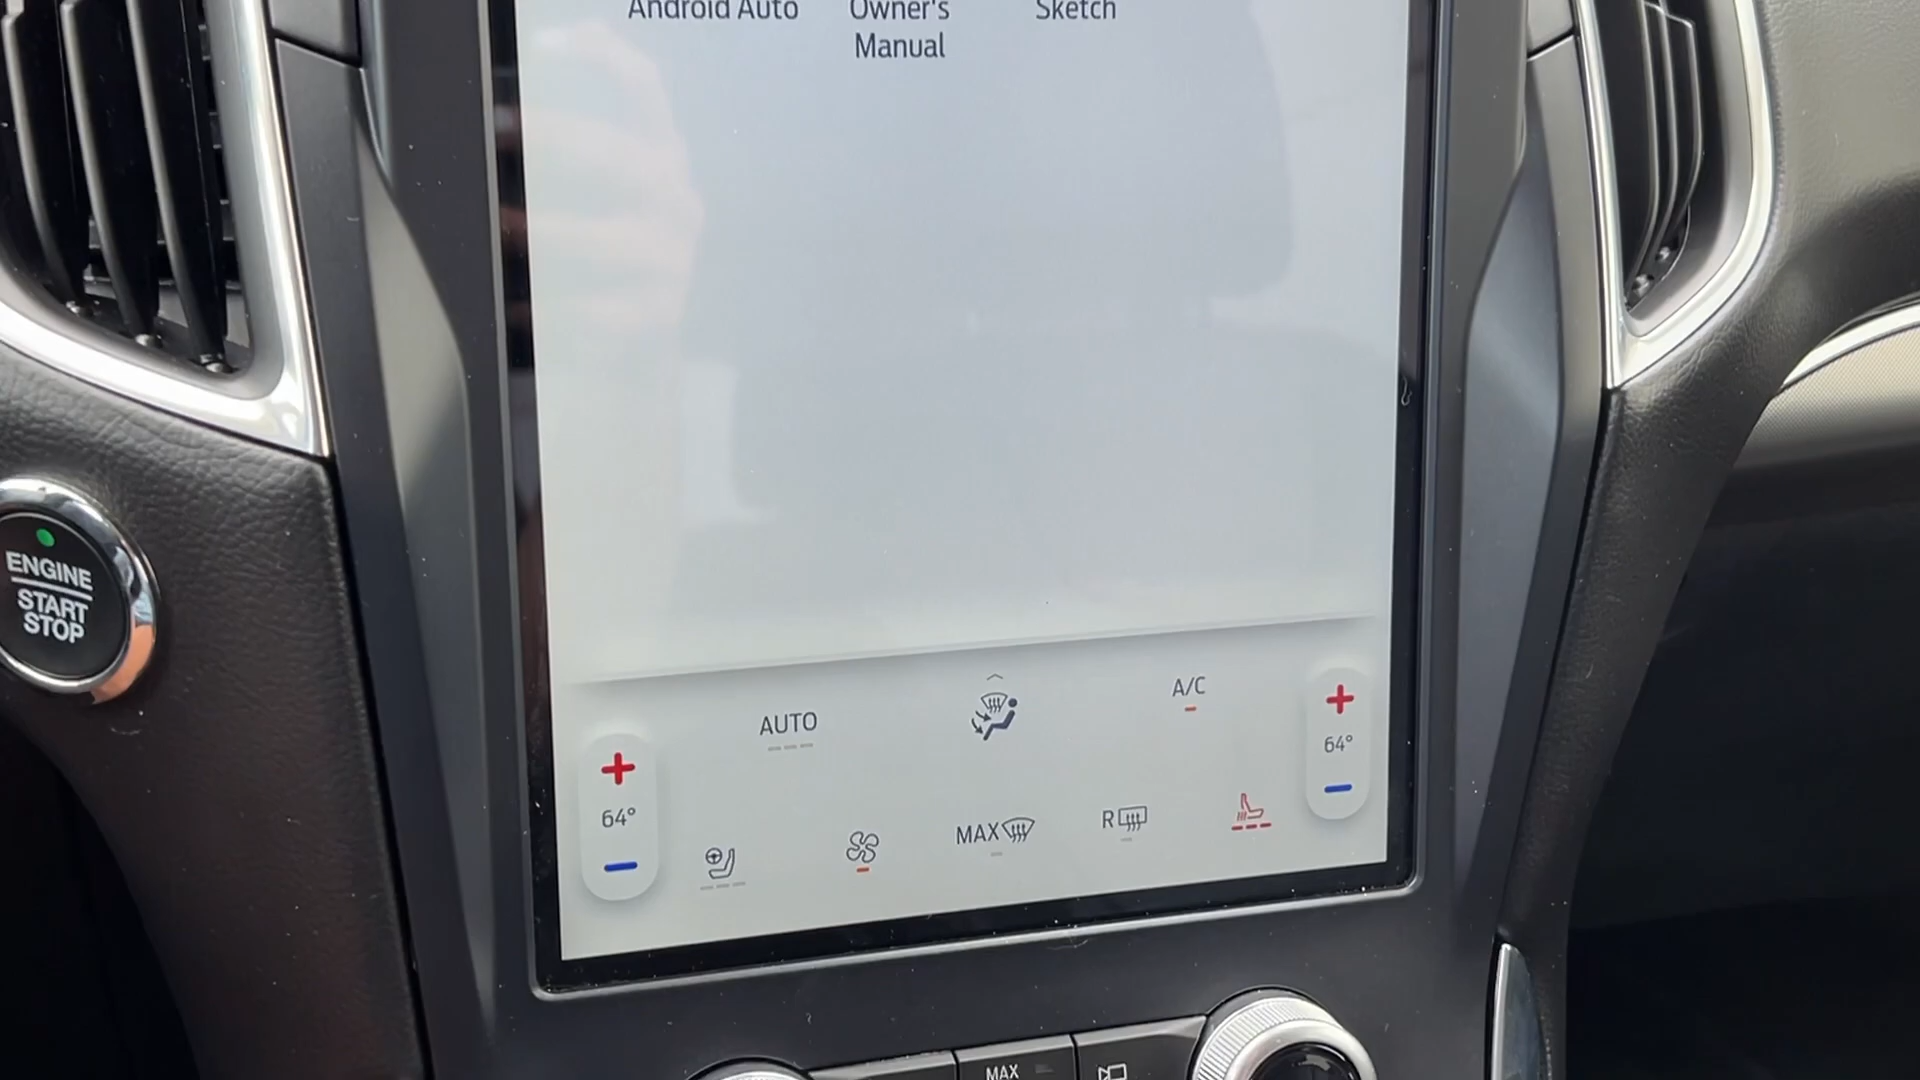 Android Auto
Owner's
Manual
Sketch
ENGINE
START
STOP
AUTO
A/C
64°
64°
MAX
R
MAX